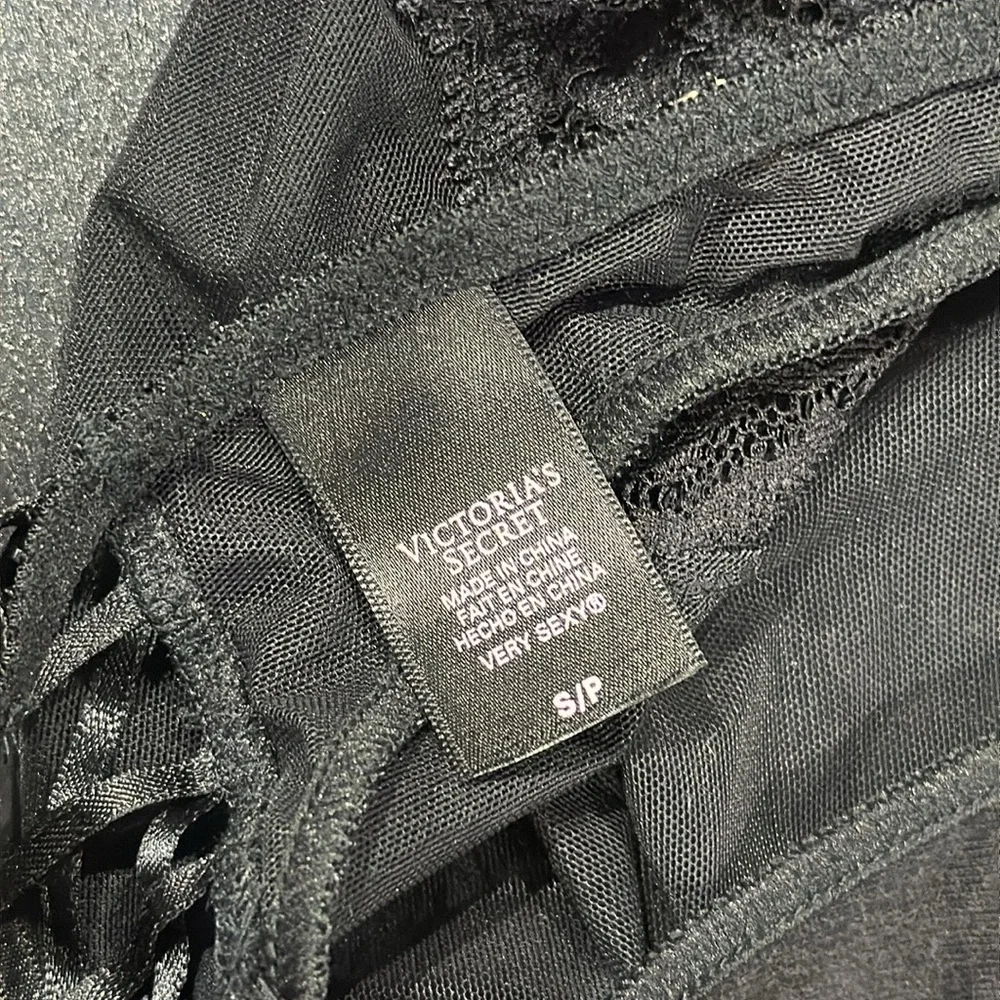 VICTORIA'S
SECRET
MADE IN CHINA
FAIT EN CHINE
HECHO EN CHINA
VERY SEXY®
S/P